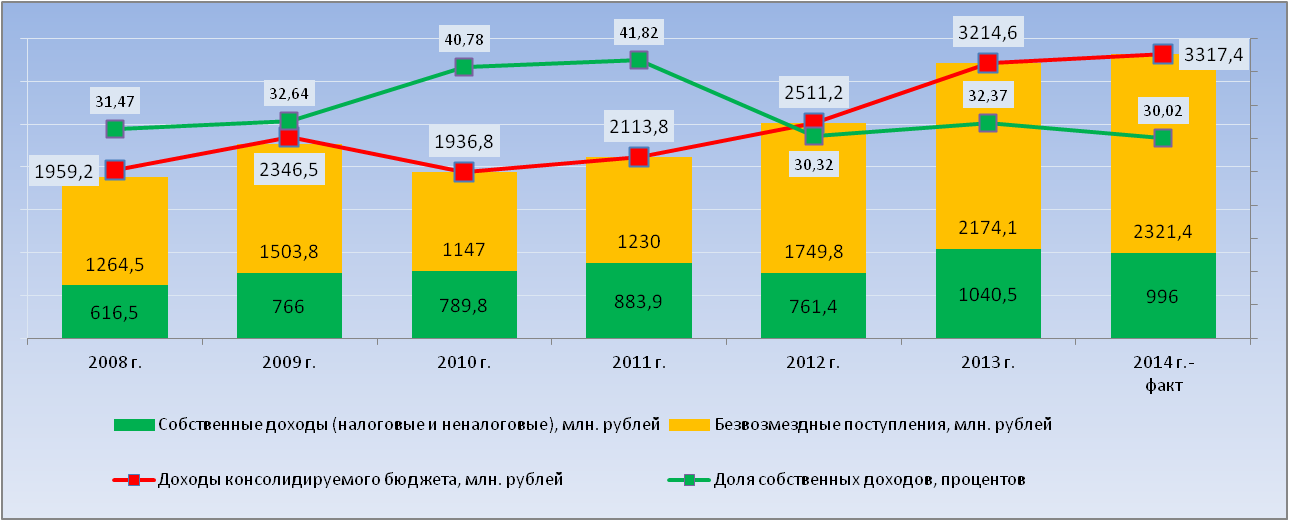 40,78
41,82
3214,6
3317,4
31,47
32,64
2511,2
32,37
30,02
1936,8
2113,8
1959,2
2346,5
30,32
1264,5
1503,8
1147
1230
1749,8
2174,1
2321,4
616,5
766
789,8
883,9
761,4
1040,5
996
2008 г.
2009 г.
2010 г.
2011 г.
2012 г.
2013 г.
2014 г.-
факт
Собственные доходы (налоговые и неналоговые), млн. рублей
Безвозмездные поступления, млн. рублей
Доходы консолидируемого бюджета, млн. рублей
Доля собственных доходов, процентов